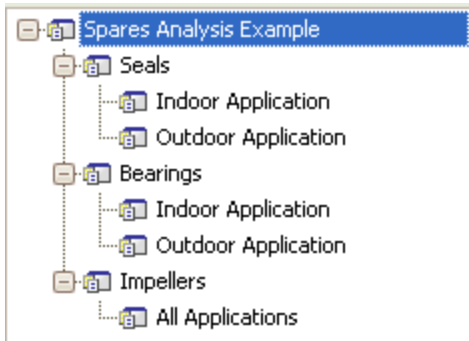 Spares Analysis Example
Seals
Indoor Application
Outdoor Application
Bearings
Indoor Application
Outdoor Application
Impellers
All Applications